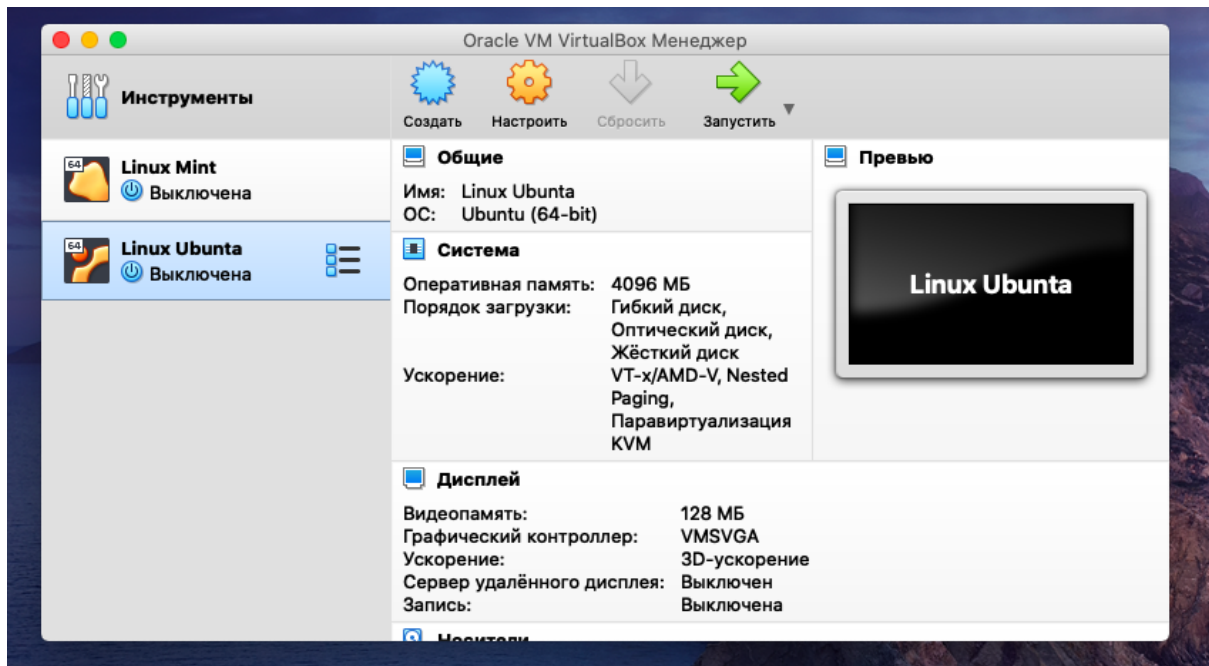 Oracle VM VirtualBox Менеджер
Инструменты
Создать
Настроить
Сбросить
Запустить
64
Linux Mint
Выключена
64
Linux Ubunta
Выключена
Общие
Имя: Linux Ubunta
ОС: Ubuntu (64-bit)
Система
Оперативная память: 4096 МБ
Порядок загрузки: Гибкий диск,
Оптический диск,
Жёсткий диск
Ускорение: VT-x/AMD-V, Nested
Paging,
Паравиртуализация
KVM
Превью
Linux Ubunta
Дисплей
Видеопамять: 128 МБ
Графический контроллер: VMSVGA
Ускорение: 3D-ускорение
Сервер удалённого дисплея: Выключен
Запись: Выключена
Носители